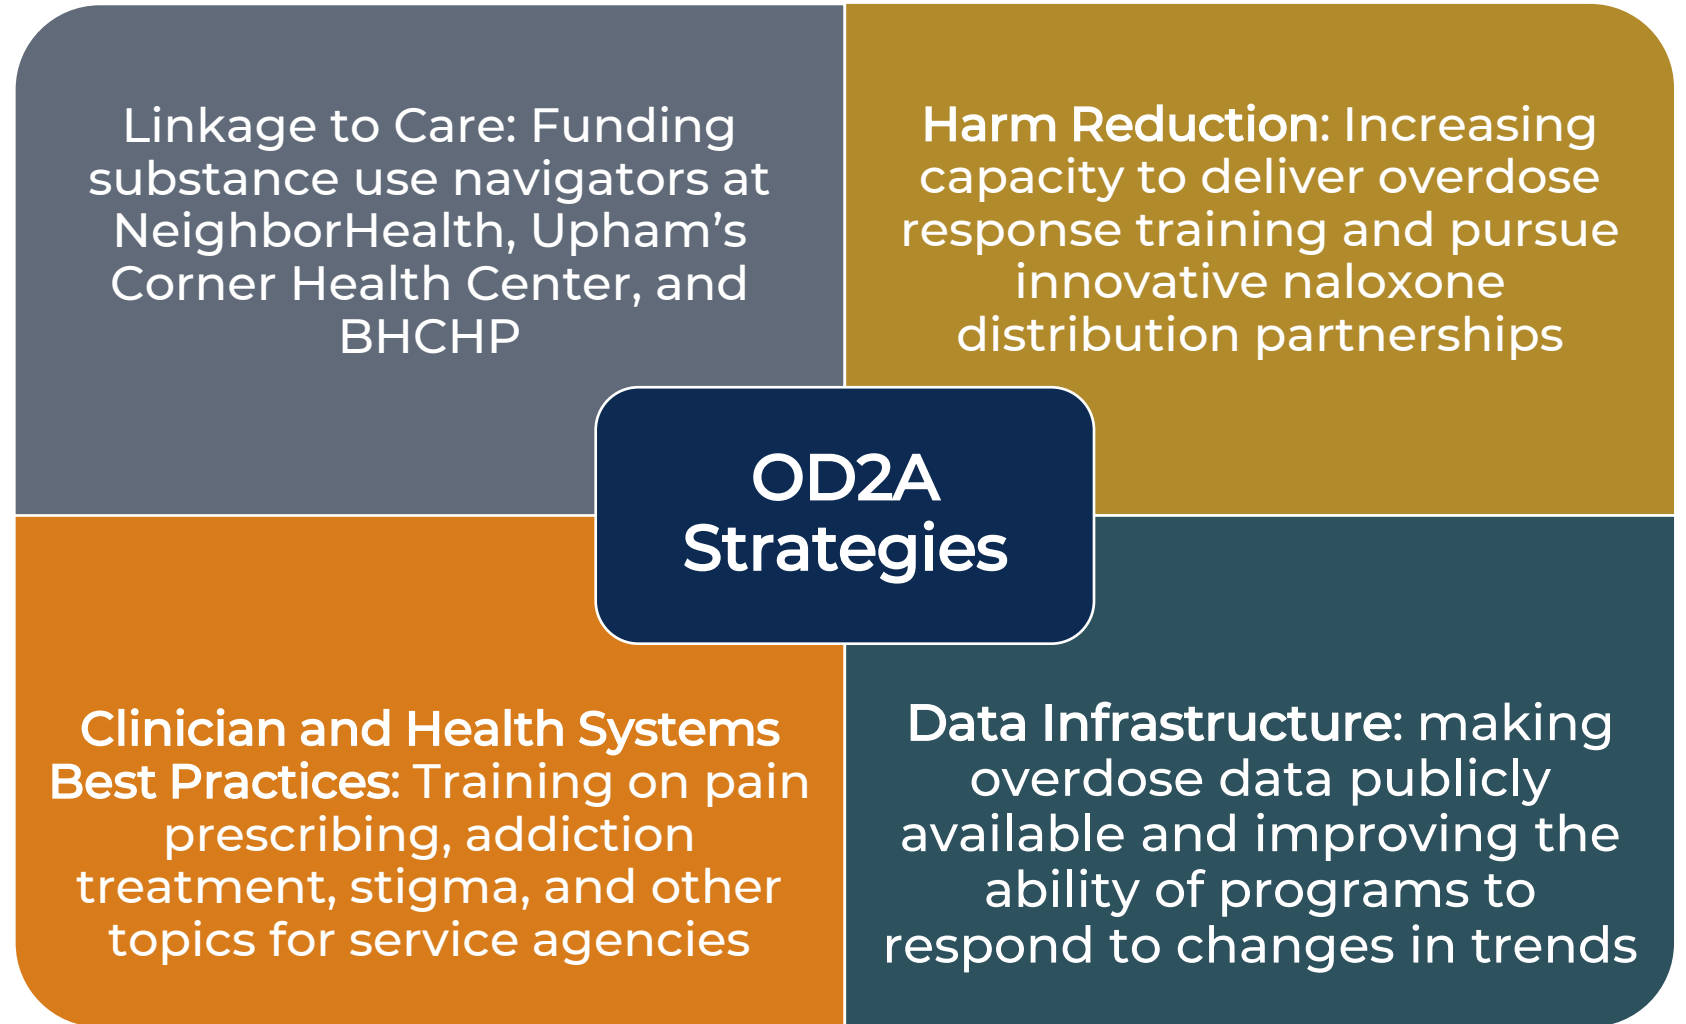 Linkage to Care: Funding
substance use navigators at
NeighborHealth, Upham’s
Corner Health Center, and
BHCHP
Harm Reduction: Increasing
capacity to deliver overdose
response training and pursue
innovative naloxone
distribution partnerships
OD2A
Strategies
Clinician and Health Systems
Best Practices: Training on pain
prescribing, addiction
treatment, stigma, and other
topics for service agencies
Data Infrastructure: making
overdose data publicly
available and improving the
ability of programs to
respond to changes in trends